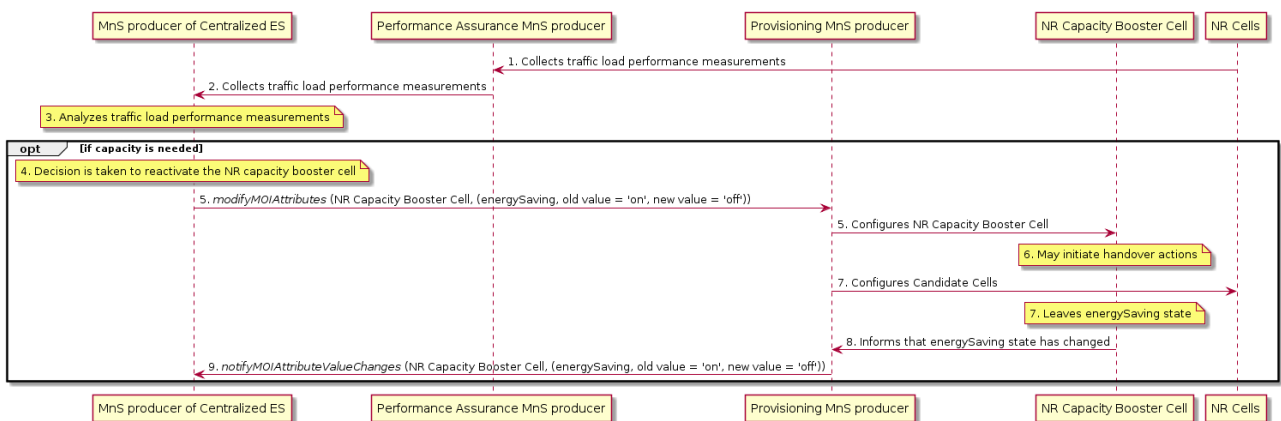 MnS producer of Centralized ES
Performance Assurance MnS producer
Provisioning MnS producer
NR Capacity Booster Cell
NR Cells
1. Collects traffic load performance measurements
2. Collects traffic load performance measurements
3. Analyzes traffic load performance measurements
opt
[if capacity is needed]
4. Decision is taken to reactivate the NR capacity booster cell
5. modifyMOIAttributes (NR Capacity Booster Cell, (energySaving, old value = 'on', new value = 'off'))
5. Configures NR Capacity Booster Cell
6. May initiate handover actions
7. Configures Candidate Cells
7. Leaves energySaving state
8. Informs that energySaving state has changed
9. notifyMOIAttributeValueChanges (NR Capacity Booster Cell, (energySaving, old value = 'on', new value = 'off'))
MnS producer of Centralized ES
Performance Assurance MnS producer
Provisioning MnS producer
NR Capacity Booster Cell
NR Cells